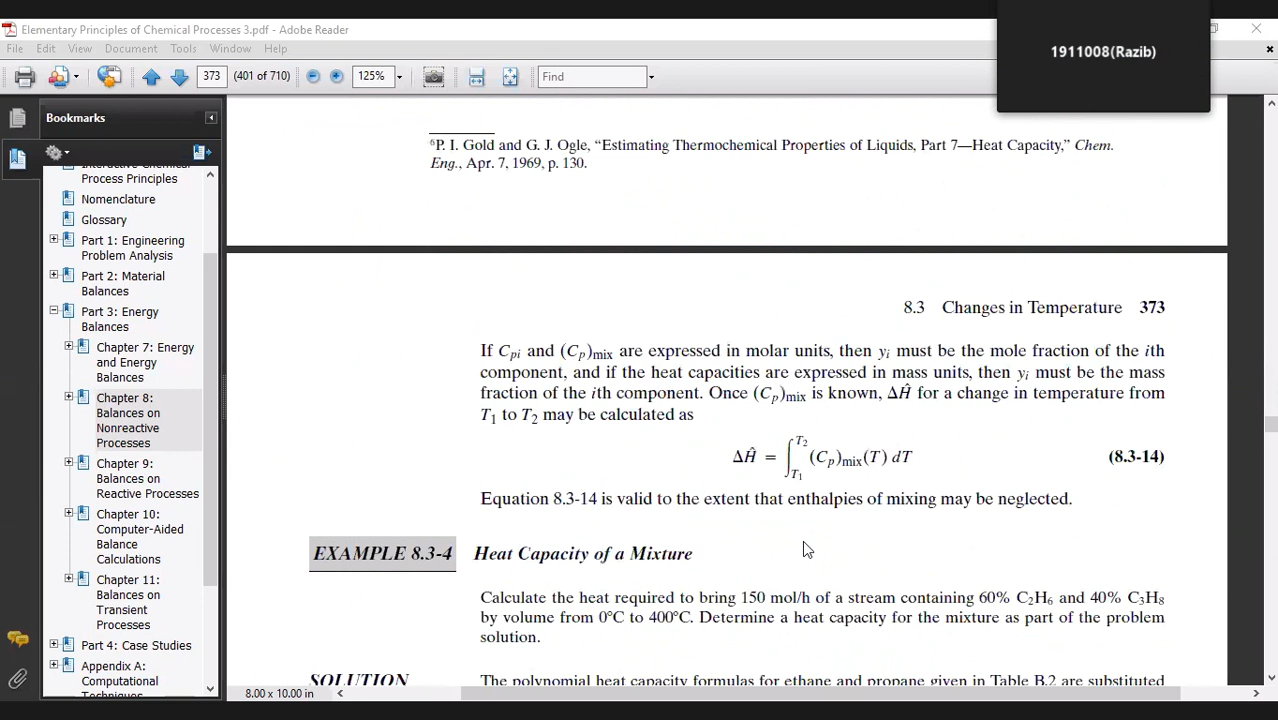 Elementary Principles of Chemical Processes 3.pdf - Adobe Reader
1911008(Razib)
File Edit View Document Tools Window Help
373 (401 of 710) 125% Find
Bookmarks
Process Principles
Nomenclature
Glossary
Part 1: Engineering
Problem Analysis
Part 2: Material
Balances
Part 3: Energy
Balances
Chapter 7: Energy
and Energy
Balances
Chapter 8:
Balances on
Nonreactive
Processes
Chapter 9:
Balances on
Reactive Processes
Chapter 10:
Computer-Aided
Balance
Calculations
Chapter 11:
Balances on
Transient
Processes
Part 4: Case Studies
Appendix A:
Computational
Techniques
⁶P. I. Gold and G. J. Ogle, “Estimating Thermochemical Properties of Liquids, Part 7—Heat Capacity,” Chem.
Eng., Apr. 7, 1969, p. 130.
8.3 Changes in Temperature 373
If Cpi and (Cp)mix are expressed in molar units, then yi must be the mole fraction of the ith
component, and if the heat capacities are expressed in mass units, then yi must be the mass
fraction of the ith component. Once (Cp)mix is known, ΔĤ for a change in temperature from
T1 to T2 may be calculated as
ΔĤ = ∫T1T2 (Cp)mix(T) dT (8.3-14)
Equation 8.3-14 is valid to the extent that enthalpies of mixing may be neglected.
EXAMPLE 8.3-4 Heat Capacity of a Mixture
Calculate the heat required to bring 150 mol/h of a stream containing 60% C2H6 and 40% C3H8
by volume from 0°C to 400°C. Determine a heat capacity for the mixture as part of the problem
solution.
SOLUTION The polynomial heat capacity formulas for ethane and propane given in Table B.2 are substituted
8.00 x 10.00 in